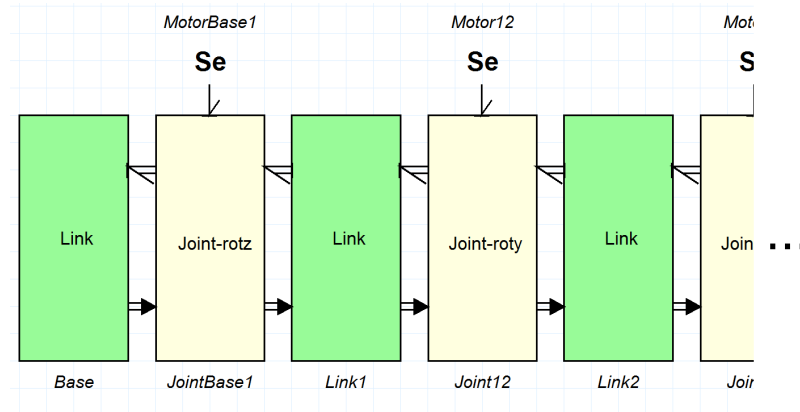 MotorBase1 Motor12
Se Se
Link Joint-rotz Link Joint-roty Link
Base JointBase1 Link1 Joint12 Link2